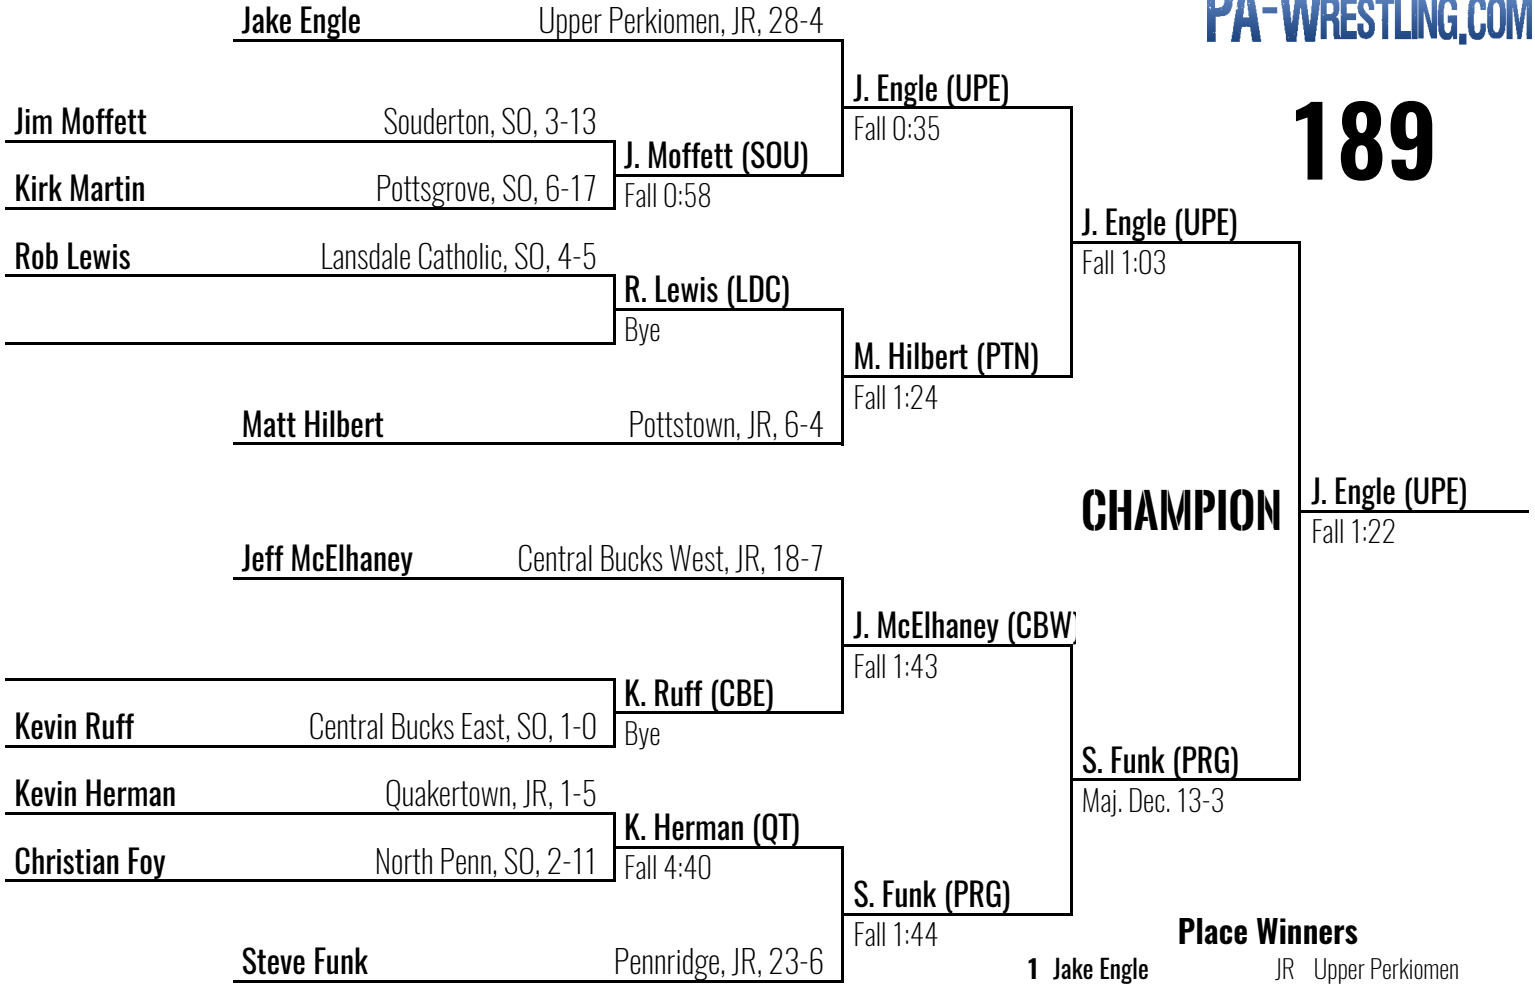 PA-WRESTLING.COM
189
Jake Engle Upper Perkiomen, JR, 28-4
J. Engle (UPE)
Fall 0:35
Jim Moffett Souderton, SO, 3-13
J. Moffett (SOU)
Fall 0:58
Kirk Martin Pottsgrove, SO, 6-17
J. Engle (UPE)
Fall 1:03
Rob Lewis Lansdale Catholic, SO, 4-5
R. Lewis (LDC)
Bye
M. Hilbert (PTN)
Fall 1:24
Matt Hilbert Pottstown, JR, 6-4
CHAMPION
J. Engle (UPE)
Fall 1:22
Jeff McElhaney Central Bucks West, JR, 18-7
J. McElhaney (CBW)
Fall 1:43
K. Ruff (CBE)
Bye
Kevin Ruff Central Bucks East, SO, 1-0
S. Funk (PRG)
Maj. Dec. 13-3
Kevin Herman Quakertown, JR, 1-5
K. Herman (QT)
Fall 4:40
Christian Foy North Penn, SO, 2-11
S. Funk (PRG)
Fall 1:44
Steve Funk Pennridge, JR, 23-6
Place Winners
1 Jake Engle JR Upper Perkiomen